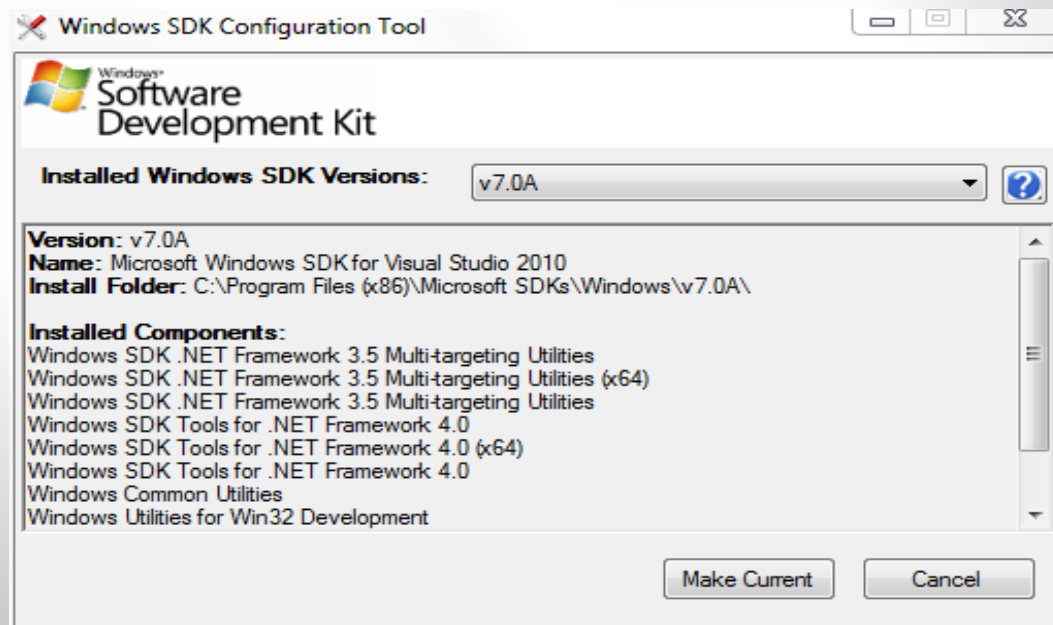 Windows SDK Configuration Tool
Windows®
Software
Development Kit
Installed Windows SDK Versions:
v7.0A
Version: v7.0A
Name: Microsoft Windows SDK for Visual Studio 2010
Install Folder: C:\Program Files (x86)\Microsoft SDKs\Windows\v7.0A\
Installed Components:
Windows SDK .NET Framework 3.5 Multi-targeting Utilities
Windows SDK .NET Framework 3.5 Multi-targeting Utilities (x64)
Windows SDK .NET Framework 3.5 Multi-targeting Utilities
Windows SDK Tools for .NET Framework 4.0
Windows SDK Tools for .NET Framework 4.0 (x64)
Windows SDK Tools for .NET Framework 4.0
Windows Common Utilities
Windows Utilities for Win32 Development
Make Current
Cancel